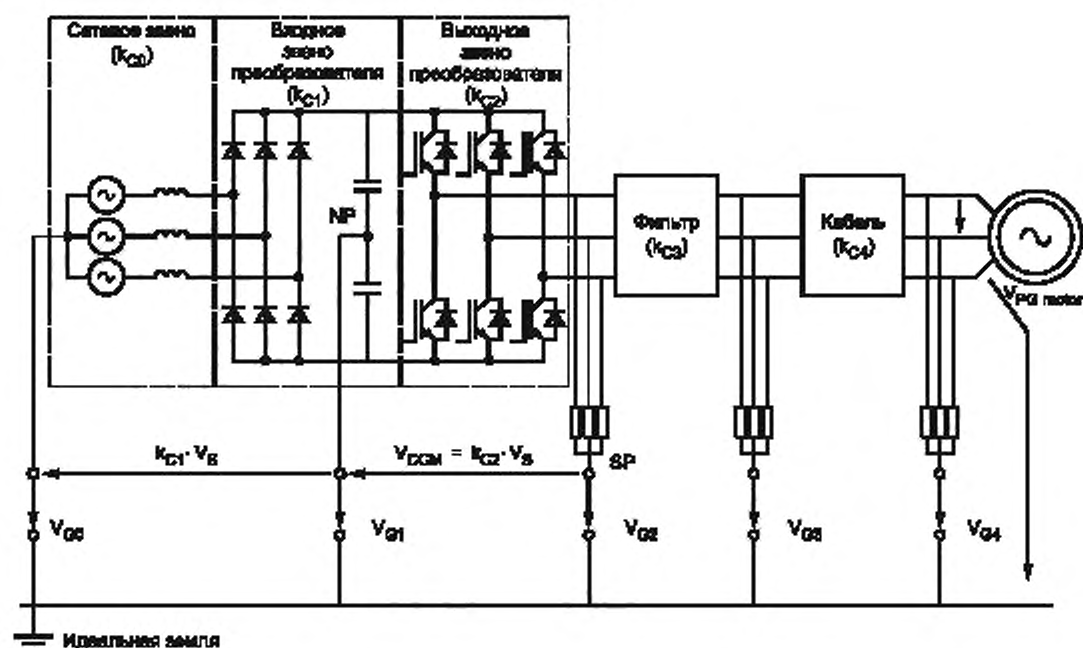 Сетевое звено
(kC0)
Входное
звено
преобразователя
(kC1)
Выходное
звено
преобразователя
(kC2)
NP
Фильтр
(kC3)
Кабель
(kC4)
VPG motor
kC1 · VS
VCGM = kC2 · VS
SP
VG0
VG1
VG2
VG3
VG4
Идеальная земля